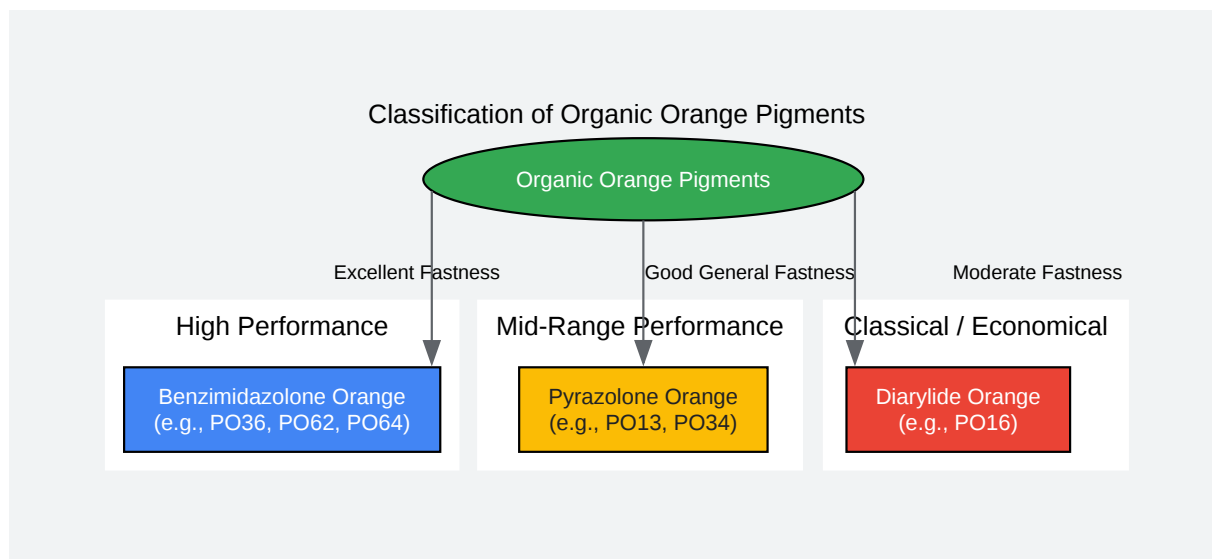 Classification of Organic Orange Pigments
Organic Orange Pigments
Excellent Fastness
Good General Fastness
Moderate Fastness
High Performance
Mid-Range Performance
Classical / Economical
Benzimidazolone Orange
(e.g., PO36, PO62, PO64)
Pyrazolone Orange
(e.g., PO13, PO34)
Diarylide Orange
(e.g., PO16)